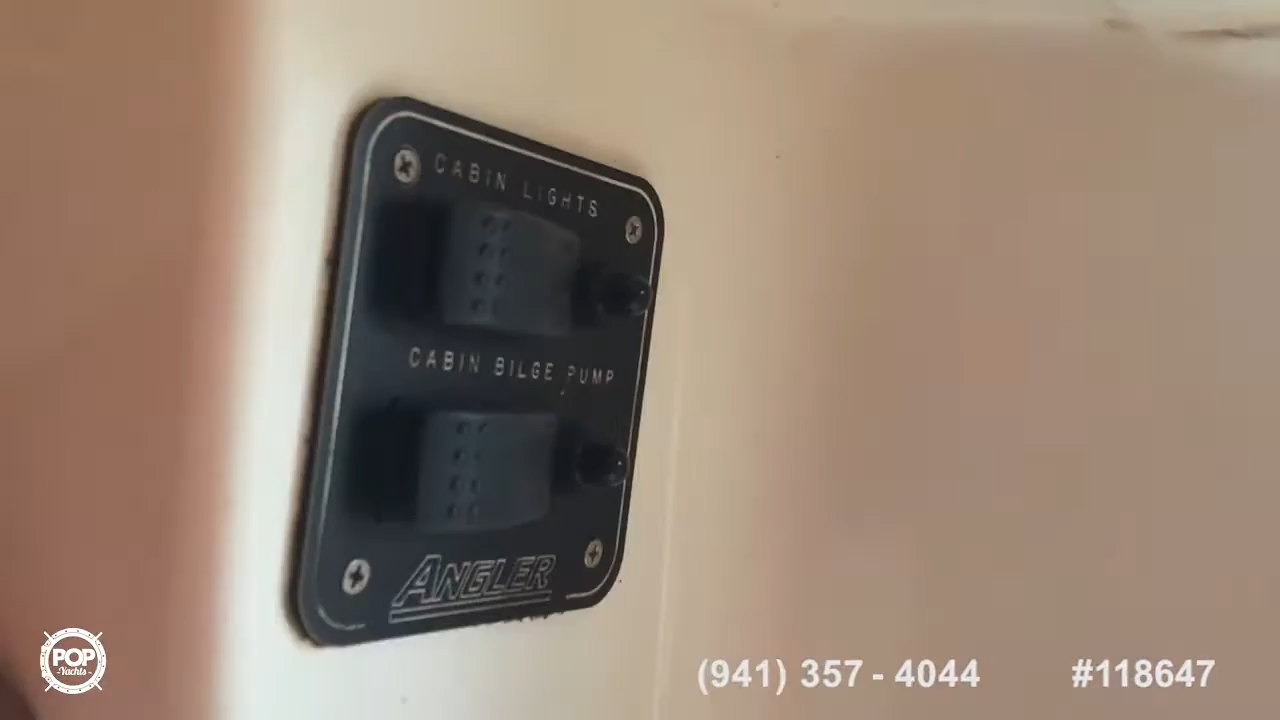 CABIN LIGHTS
CABIN BILGE PUMP
ANGLER
POP
-Yachts-
(941) 357 - 4044
#118647